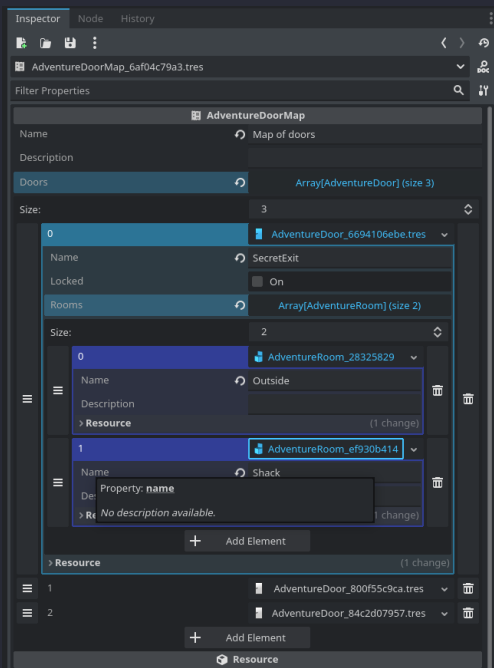 Inspector Node History
AdventureDoorMap_6af04c79a3.tres
DOC
Filter Properties
AdventureDoorMap
Name Map of doors
Description
Doors Array[AdventureDoor] (size 3)
Size: 3
0 AdventureDoor_6694106ebe.tres
Name SecretExit
Locked On
Rooms Array[AdventureRoom] (size 2)
Size: 2
0 AdventureRoom_28325829
Name Outside
Description
Resource (1 change)
1 AdventureRoom_ef930b414
Name Shack
Property: name
No description available.
1 change)
Add Element
Resource (1 change)
1 AdventureDoor_800f55c9ca.tres
2 AdventureDoor_84c2d07957.tres
Add Element
Resource